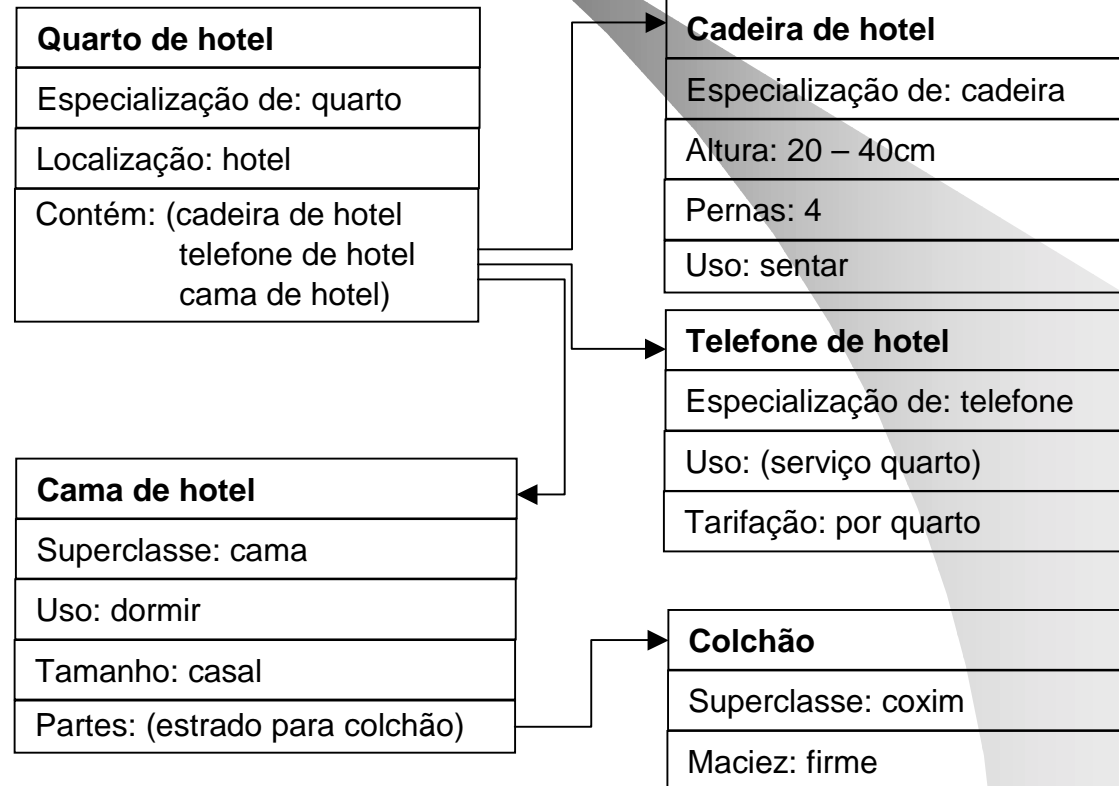 Quarto de hotel
Especialização de: quarto
Localização: hotel
Contém: (cadeira de hotel
telefone de hotel
cama de hotel)
Cadeira de hotel
Especialização de: cadeira
Altura: 20 – 40cm
Pernas: 4
Uso: sentar
Telefone de hotel
Especialização de: telefone
Uso: (serviço quarto)
Tarifação: por quarto
Cama de hotel
Superclasse: cama
Uso: dormir
Tamanho: casal
Partes: (estrado para colchão)
Colchão
Superclasse: coxim
Maciez: firme